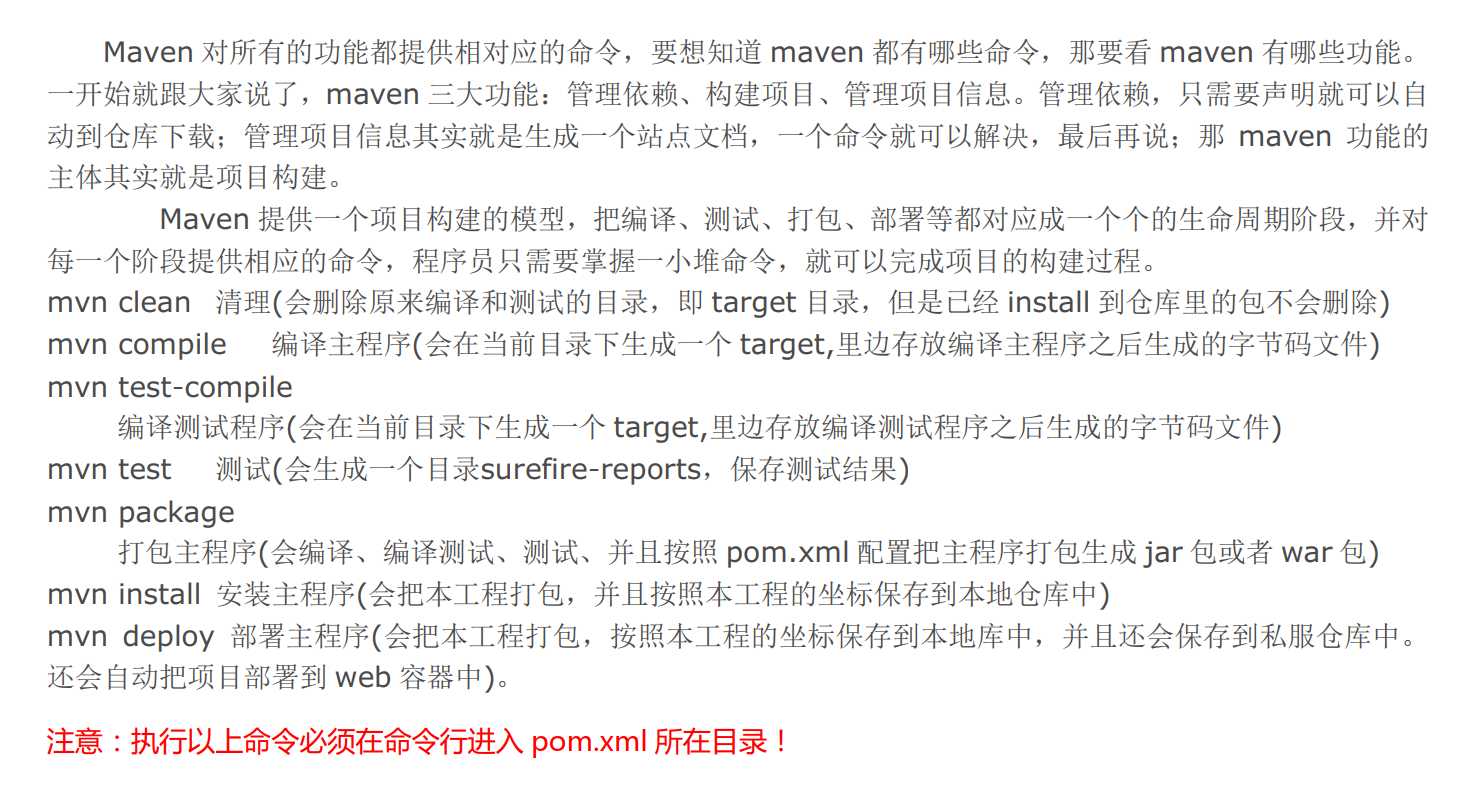 Maven 对所有的功能都提供相对应的命令，要想知道 maven 都有哪些命令，那要看 maven 有哪些功能。
一开始就跟大家说了，maven 三大功能：管理依赖、构建项目、管理项目信息。管理依赖，只需要声明就可以自
动到仓库下载；管理项目信息其实就是生成一个站点文档，一个命令就可以解决，最后再说；那 maven 功能的
主体其实就是项目构建。
Maven 提供一个项目构建的模型，把编译、测试、打包、部署等都对应成一个个的生命周期阶段，并对
每一个阶段提供相应的命令，程序员只需要掌握一小堆命令，就可以完成项目的构建过程。
mvn clean 清理(会删除原来编译和测试的目录，即 target 目录，但是已经 install 到仓库里的包不会删除)
mvn compile 编译主程序(会在当前目录下生成一个 target,里边存放编译主程序之后生成的字节码文件)
mvn test-compile
编译测试程序(会在当前目录下生成一个 target,里边存放编译测试程序之后生成的字节码文件)
mvn test 测试(会生成一个目录surefire-reports，保存测试结果)
mvn package
打包主程序(会编译、编译测试、测试、并且按照 pom.xml 配置把主程序打包生成 jar 包或者 war 包)
mvn install 安装主程序(会把本工程打包，并且按照本工程的坐标保存到本地仓库中)
mvn deploy 部署主程序(会把本工程打包，按照本工程的坐标保存到本地库中，并且还会保存到私服仓库中。
还会自动把项目部署到 web 容器中)。
注意：执行以上命令必须在命令行进入 pom.xml 所在目录！